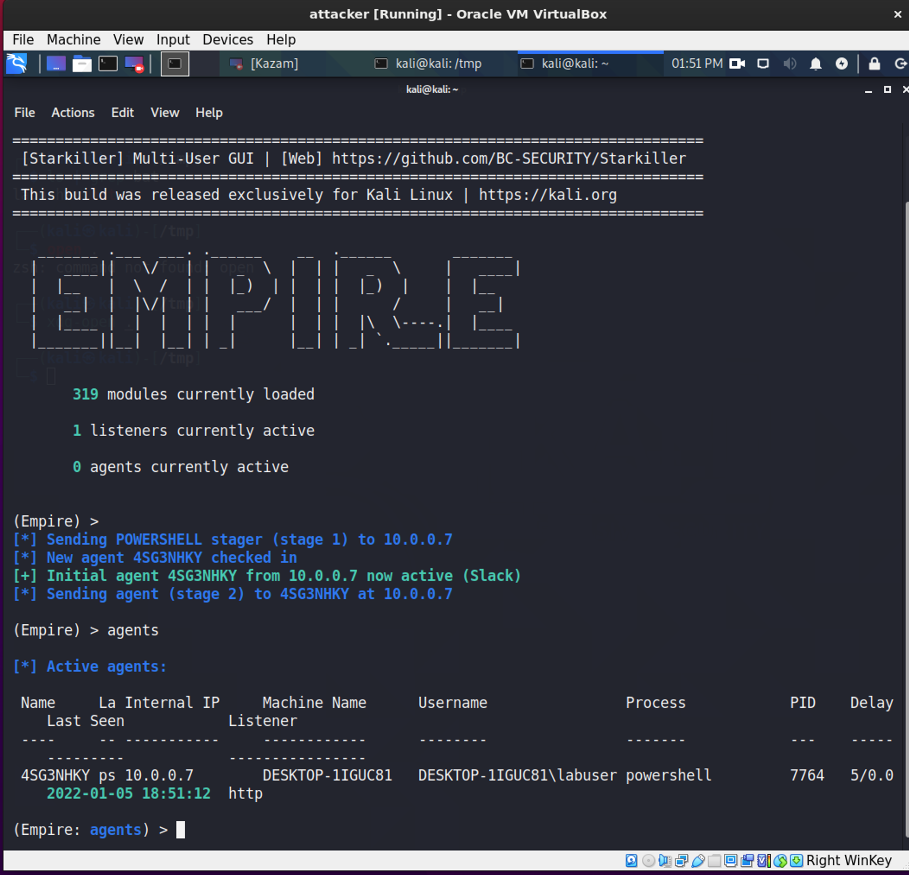 attacker [Running] - Oracle VM VirtualBox
File Machine View Input Devices Help
[Kazam] kali@kali: /tmp kali@kali: ~ 01:51 PM
kali@kali: ~
File Actions Edit View Help
================================================================================
[Starkiller] Multi-User GUI | [Web] https://github.com/BC-SECURITY/Starkiller
================================================================================
This build was released exclusively for Kali Linux | https://kali.org
================================================================================
EMPIRE
319 modules currently loaded
1 listeners currently active
0 agents currently active
(Empire) >
[*] Sending POWERSHELL stager (stage 1) to 10.0.0.7
[*] New agent 4SG3NHKY checked in
[+] Initial agent 4SG3NHKY from 10.0.0.7 now active (Slack)
[*] Sending agent (stage 2) to 4SG3NHKY at 10.0.0.7
(Empire) > agents
[*] Active agents:
Name La Internal IP Machine Name Username Process PID Delay
Last Seen Listener
---- -- ----------- ------------ -------- ------- --- -----
--------- ----------------
4SG3NHKY ps 10.0.0.7 DESKTOP-1IGUC81 DESKTOP-1IGUC81\labuser powershell 7764 5/0.0
2022-01-05 18:51:12 http
(Empire: agents) >
Right WinKey